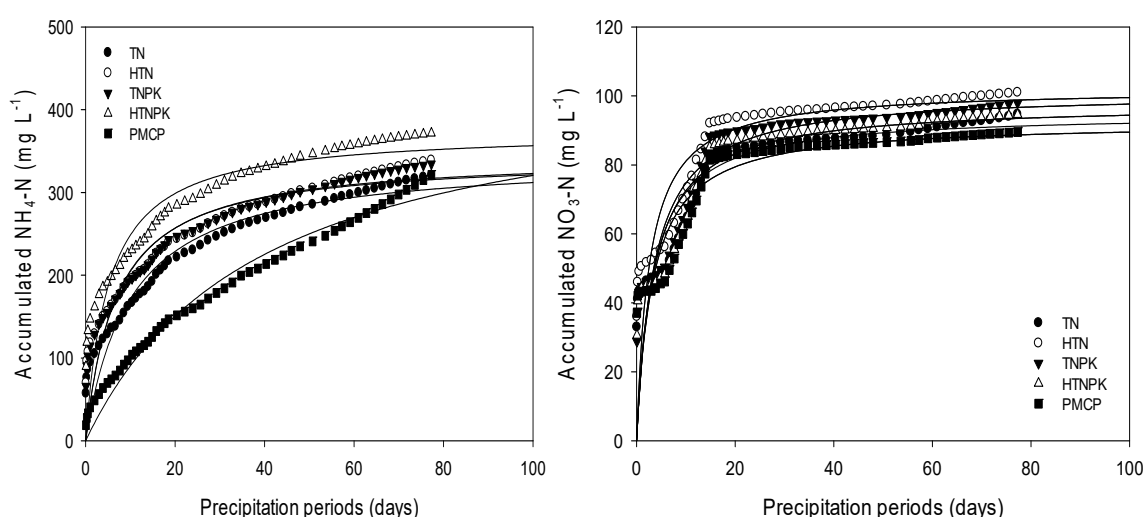 500
400
300
200
100
0
Accumulated NH4-N (mg L-1)
TN
HTN
TNPK
HTNPK
PMCP
0 20 40 60 80 100
Precipitation periods (days)
120
100
80
60
40
20
0
Accumulated NO3-N (mg L-1)
TN
HTN
TNPK
HTNPK
PMCP
0 20 40 60 80 100
Precipitation periods (days)